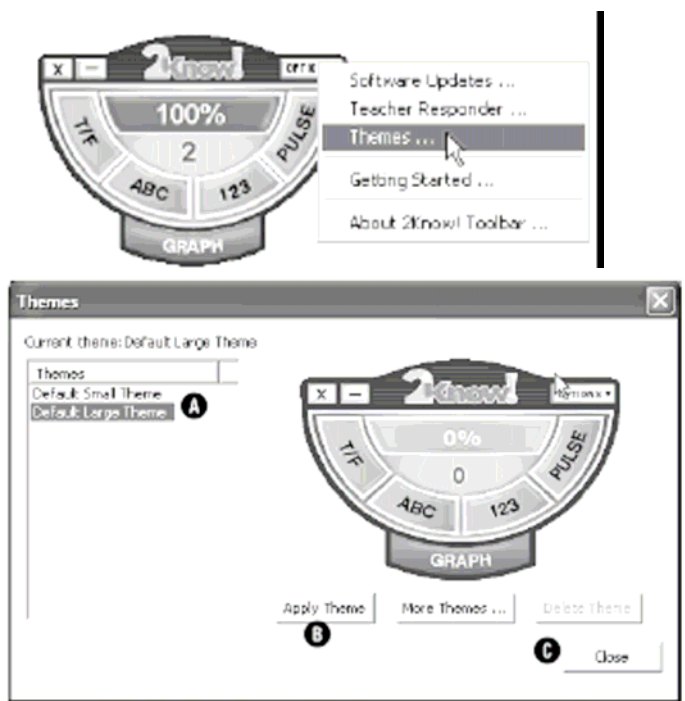 X
—
2Know!
OPTIO
Software Updates ...
Teacher Responder ...
Themes ...
Getting Started ...
About 2Know! Toolbar ...
100%
2
T/F
ABC
123
PULSE
GRAPH
Themes
Current theme: Default Large Theme
Themes
Default Small Theme
Default Large Theme A
X
—
2Know!
OPTIONS
0%
0
T/F
ABC
123
PULSE
GRAPH
Apply Theme
More Themes ...
Delete Theme
B
C
Close